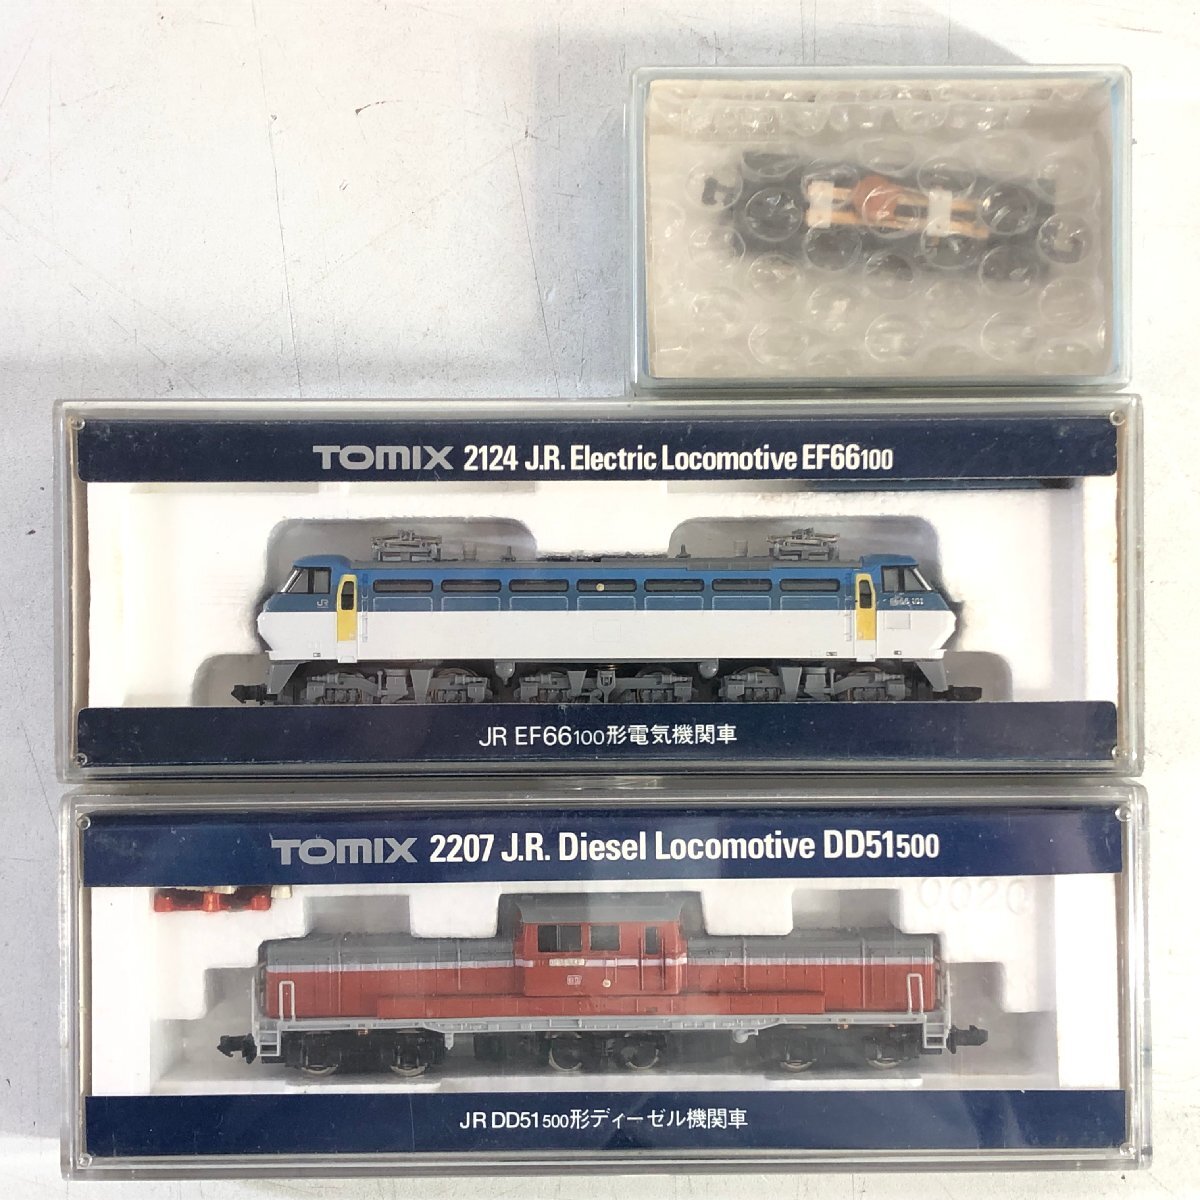 TOMIX 2124 J.R. Electric Locomotive EF66100
JR
JR EF66100形電気機関車
TOMIX 2207 J.R. Diesel Locomotive DD51500
0020
JR DD51500形ディーゼル機関車